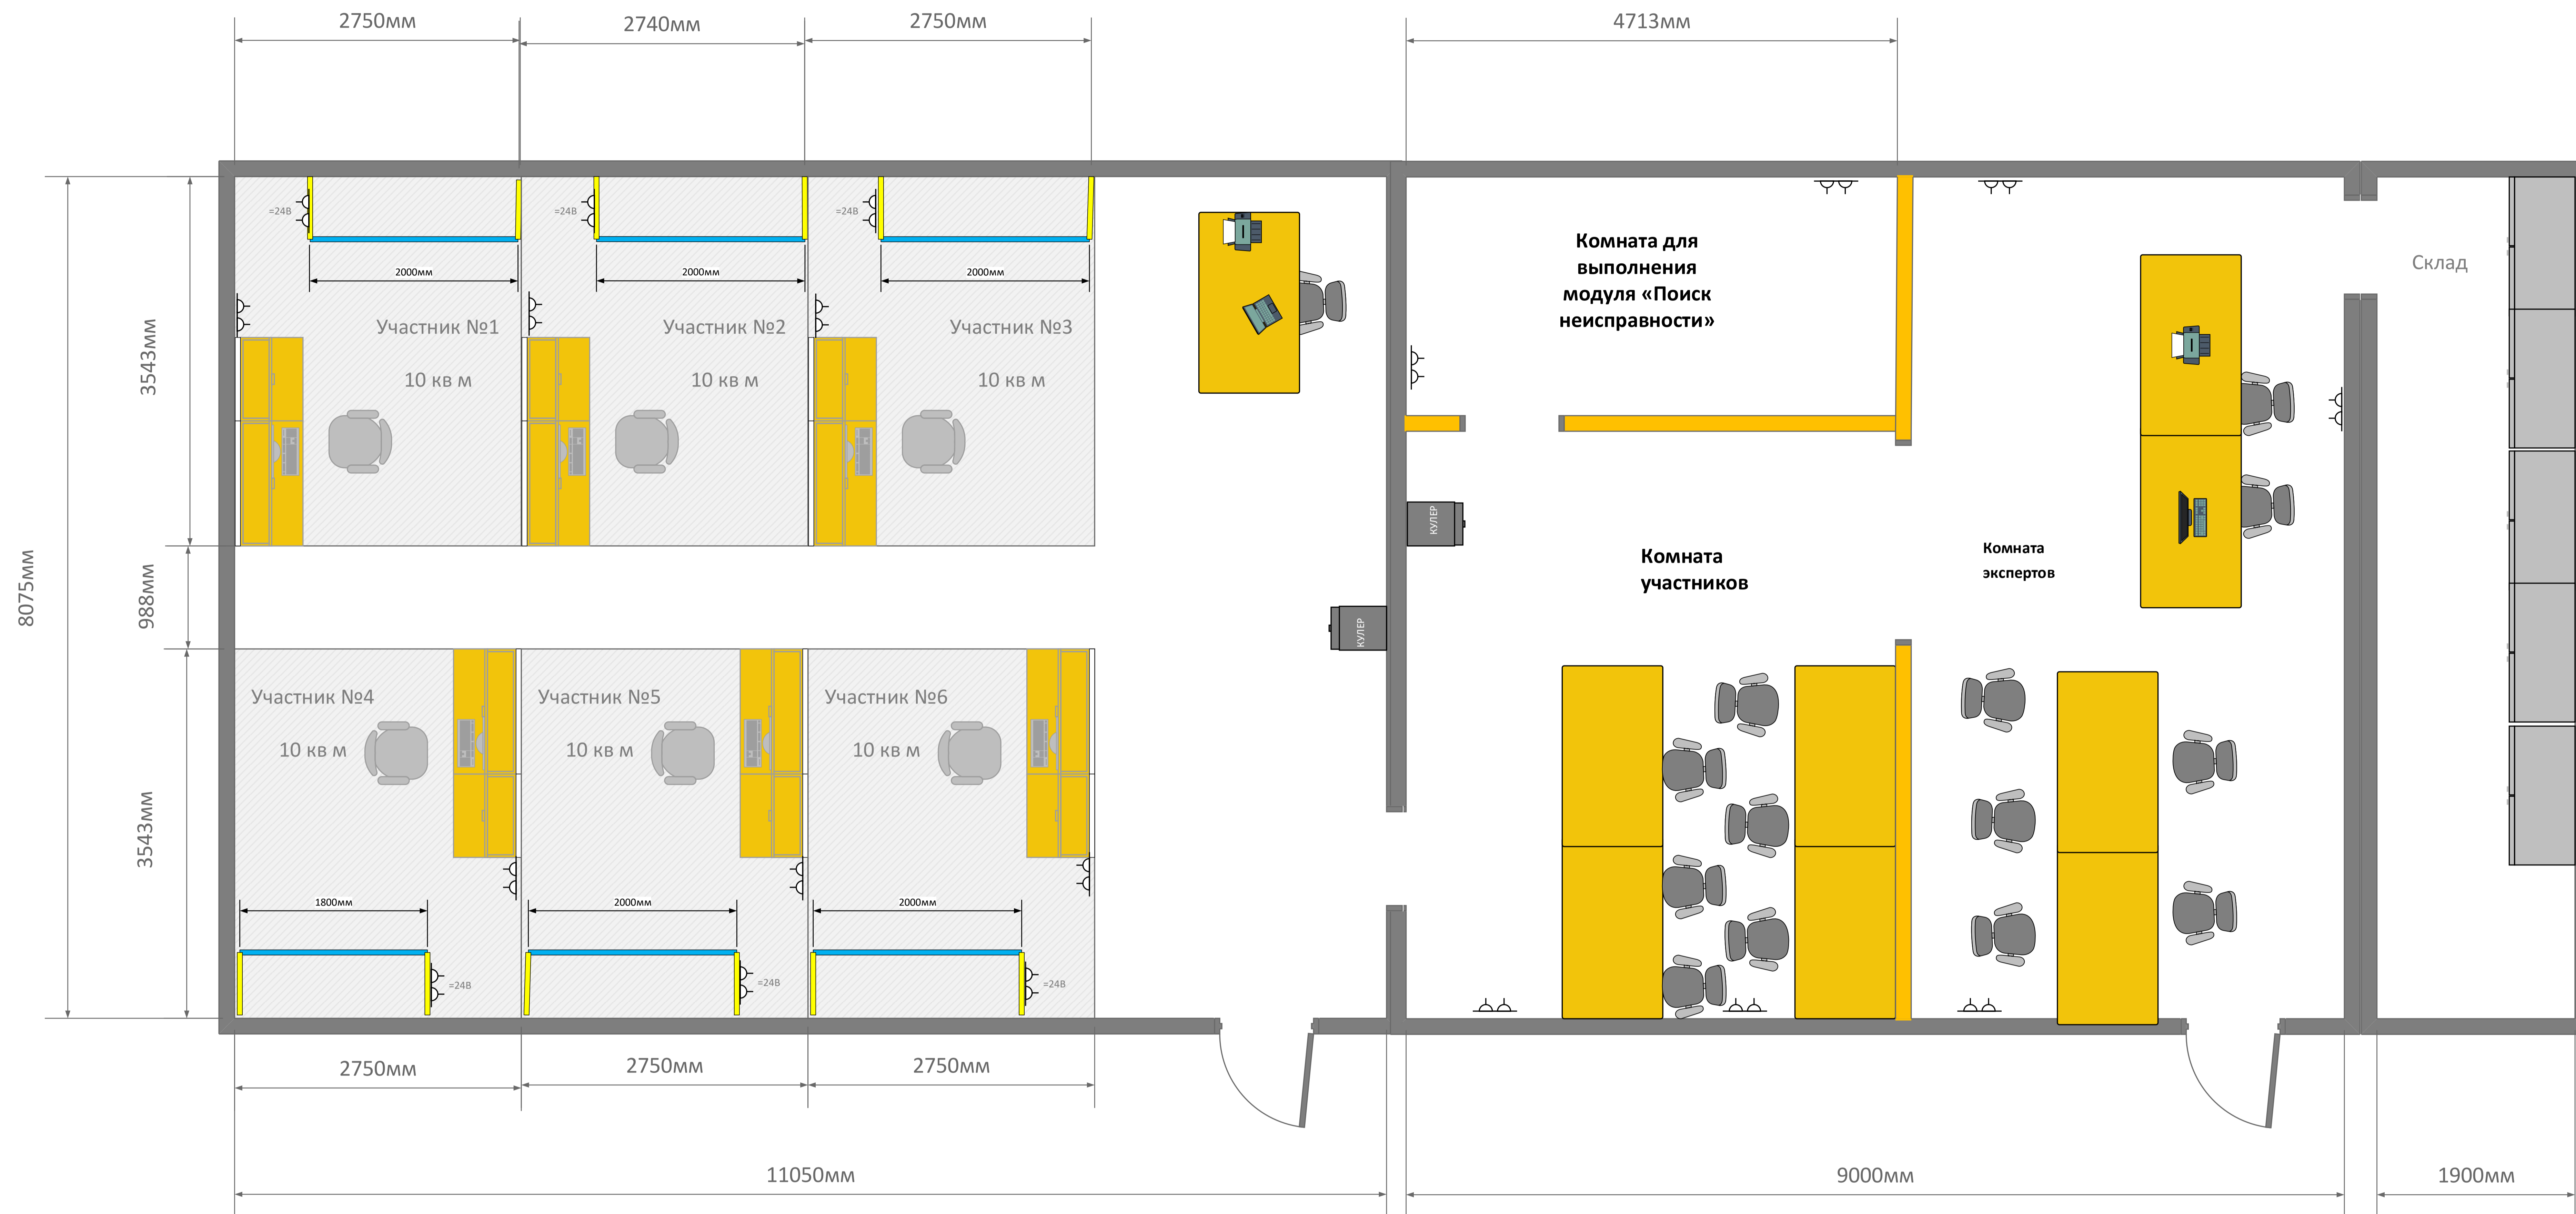 2750мм
2740мм
2750мм
4713мм
=24В
=24В
=24В
2000мм
2000мм
2000мм
Комната для
выполнения
модуля «Поиск
неисправности»
Склад
Участник №1
Участник №2
Участник №3
10 кв м
10 кв м
10 кв м
3543мм
8075мм
988мм
3543мм
КУЛЕР
КУЛЕР
Комната
участников
Комната
экспертов
Участник №4
Участник №5
Участник №6
10 кв м
10 кв м
10 кв м
1800мм
2000мм
2000мм
=24В
=24В
=24В
2750мм
2750мм
2750мм
11050мм
9000мм
1900мм